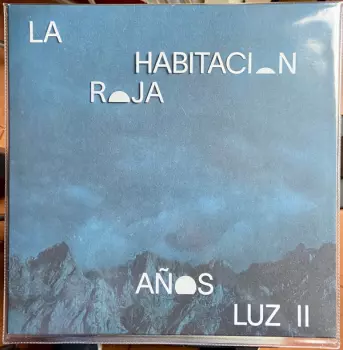 LA
HABITACION
ROJA
AÑOS
LUZ II